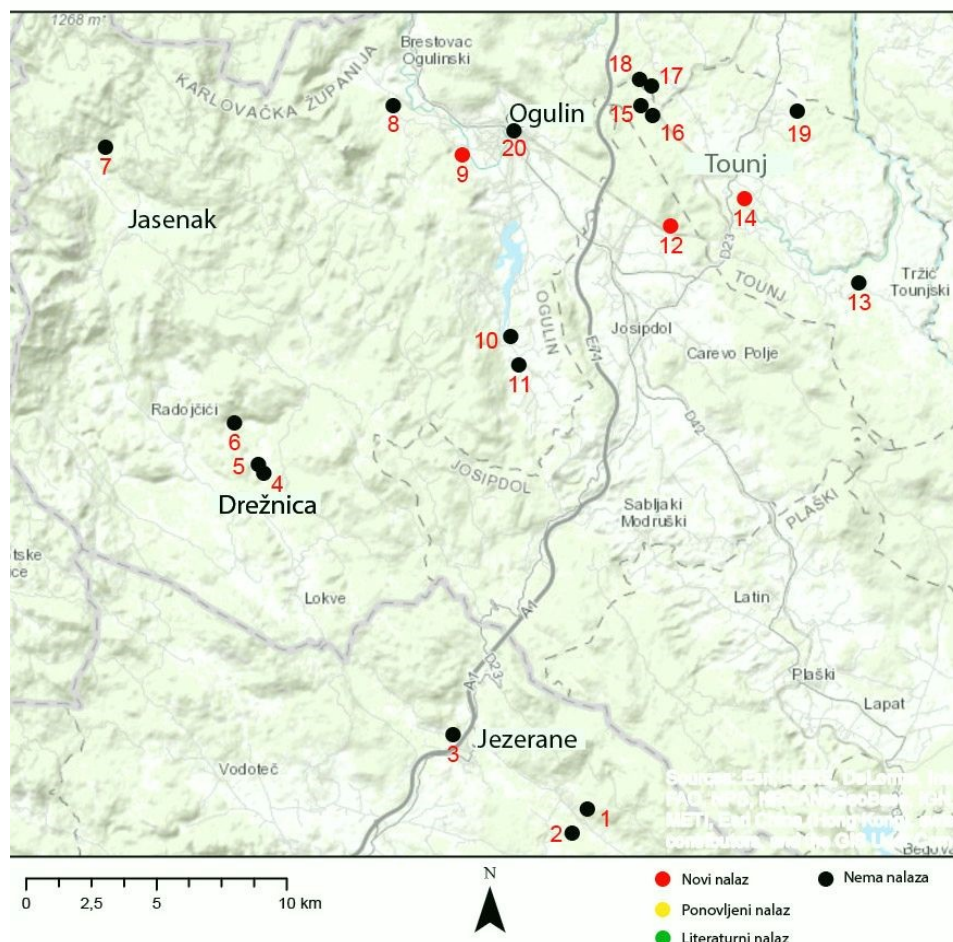 1268 m
Brestovac
Ogulinski
KARLOVAČKA ŽUPANIJA
18
17
8
Ogulin
15
16
19
20
7
9
Tounj
14
Jasenak
12
D23
TOUNJ
Tržić
Tounjski
13
OGULIN
10
Josipdol
E71
Carevo Polje
11
Radojčići
D42
6
5
4
JOSIPDOL
Drežnica
Sabljaki
Modruški
PLAŠKI
Lokve
A1
Latin
D23
Plaški
A1
Lapat
Jezerane
3
Vodoteč
1
2
0
2,5
5
10 km
N
Novi nalaz
Nema nalaza
Ponovljeni nalaz
Literaturni nalaz